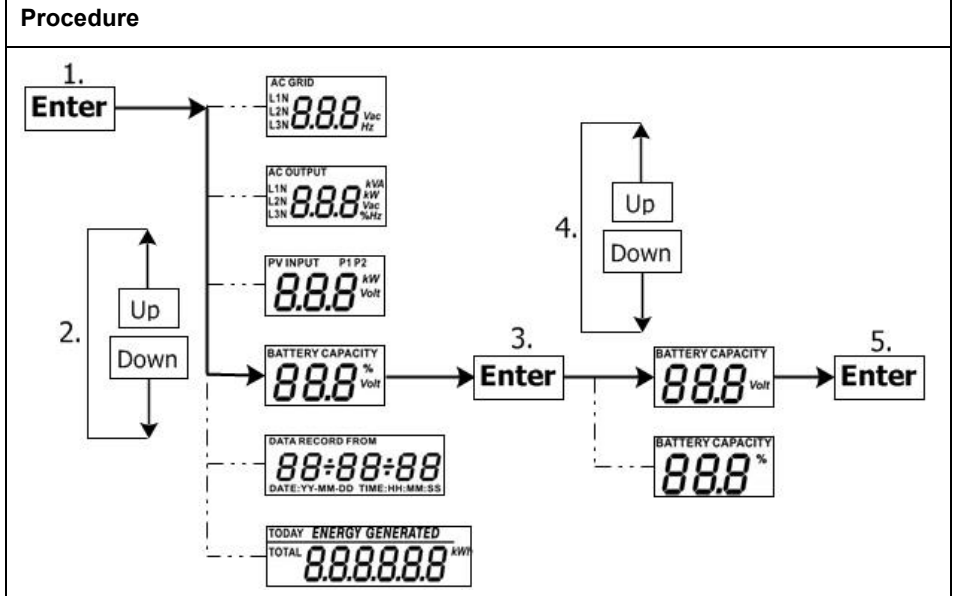 Procedure
1.
Enter
AC GRID
L1N
L2N
L3N
8.8.8
Vac
Hz
AC OUTPUT
L1N
L2N
L3N
8.8.8
kVA
kW
Vac
%Hz
PV INPUT P1 P2
8.8.8
kW
Volt
2.
Up
Down
BATTERY CAPACITY
88.8
%
Volt
3.
Enter
4.
Up
Down
BATTERY CAPACITY
88.8
Volt
5.
Enter
BATTERY CAPACITY
88.8
%
DATA RECORD FROM
88:88:88
DATE:YY-MM-DD TIME:HH:MM:SS
TODAY ENERGY GENERATED
TOTAL 8.8.8.8.8.8 kWh